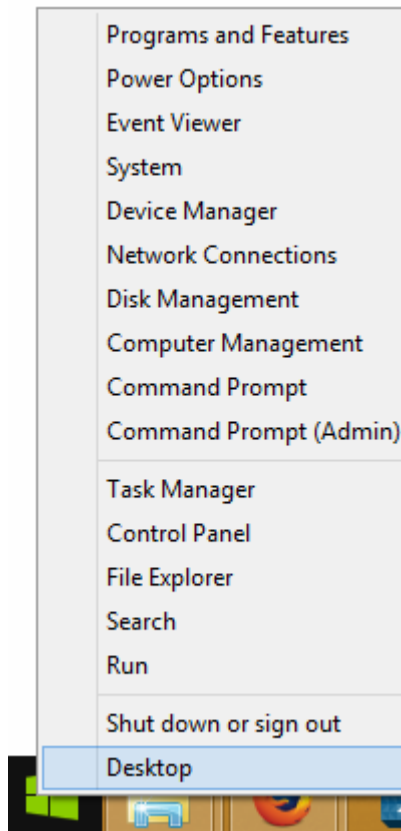 Programs and Features
Power Options
Event Viewer
System
Device Manager
Network Connections
Disk Management
Computer Management
Command Prompt
Command Prompt (Admin)
Task Manager
Control Panel
File Explorer
Search
Run
Shut down or sign out
Desktop